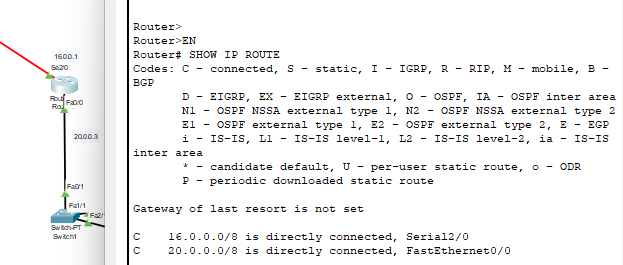 16.0.0.1
Se2/0
Fa0/0
20.0.0.3
Fa0/1
Fa1/1
Fa2/
Switch-PT
Switch1
Router>
Router>EN
Router# SHOW IP ROUTE
Codes: C - connected, S - static, I - IGRP, R - RIP, M - mobile, B -
BGP
D - EIGRP, EX - EIGRP external, O - OSPF, IA - OSPF inter area
N1 - OSPF NSSA external type 1, N2 - OSPF NSSA external type 2
E1 - OSPF external type 1, E2 - OSPF external type 2, E - EGP
i - IS-IS, L1 - IS-IS level-1, L2 - IS-IS level-2, ia - IS-IS
inter area
* - candidate default, U - per-user static route, o - ODR
P - periodic downloaded static route
Gateway of last resort is not set
C 16.0.0.0/8 is directly connected, Serial2/0
C 20.0.0.0/8 is directly connected, FastEthernet0/0